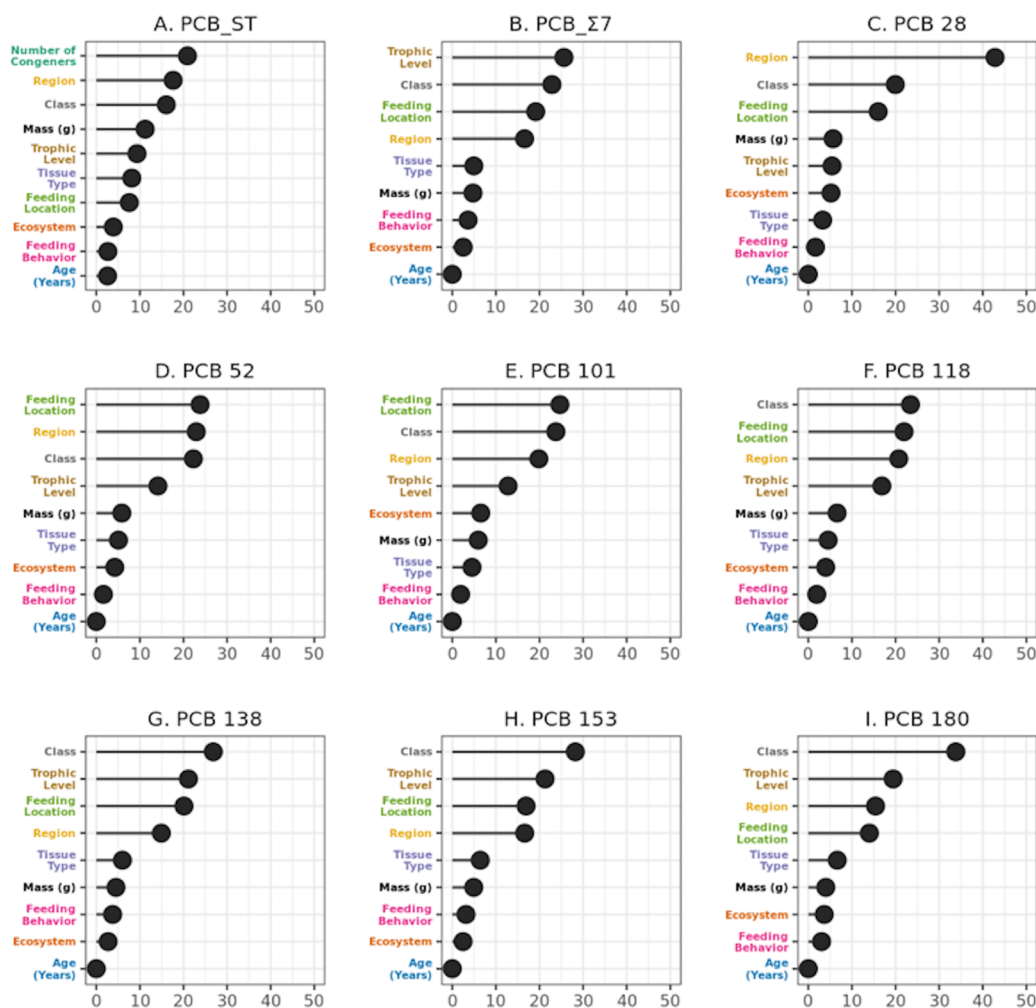 A. PCB_ST
Number of
Congeners
Region
Class
Mass (g)
Trophic
Level
Tissue
Type
Feeding
Location
Ecosystem
Feeding
Behavior
Age
(Years)
0 10 20 30 40 50
B. PCB_Σ7
Trophic
Level
Class
Feeding
Location
Region
Tissue
Type
Mass (g)
Feeding
Behavior
Ecosystem
Age
(Years)
0 10 20 30 40 50
C. PCB 28
Region
Class
Feeding
Location
Mass (g)
Trophic
Level
Ecosystem
Tissue
Type
Feeding
Behavior
Age
(Years)
0 10 20 30 40 50
D. PCB 52
Feeding
Location
Region
Class
Trophic
Level
Mass (g)
Tissue
Type
Ecosystem
Feeding
Behavior
Age
(Years)
0 10 20 30 40 50
E. PCB 101
Feeding
Location
Class
Region
Trophic
Level
Ecosystem
Mass (g)
Tissue
Type
Feeding
Behavior
Age
(Years)
0 10 20 30 40 50
F. PCB 118
Class
Feeding
Location
Region
Trophic
Level
Mass (g)
Tissue
Type
Ecosystem
Feeding
Behavior
Age
(Years)
0 10 20 30 40 50
G. PCB 138
Class
Trophic
Level
Feeding
Location
Region
Tissue
Type
Mass (g)
Feeding
Behavior
Ecosystem
Age
(Years)
0 10 20 30 40 50
H. PCB 153
Class
Trophic
Level
Feeding
Location
Region
Tissue
Type
Mass (g)
Feeding
Behavior
Ecosystem
Age
(Years)
0 10 20 30 40 50
I. PCB 180
Class
Trophic
Level
Region
Feeding
Location
Tissue
Type
Mass (g)
Ecosystem
Feeding
Behavior
Age
(Years)
0 10 20 30 40 50